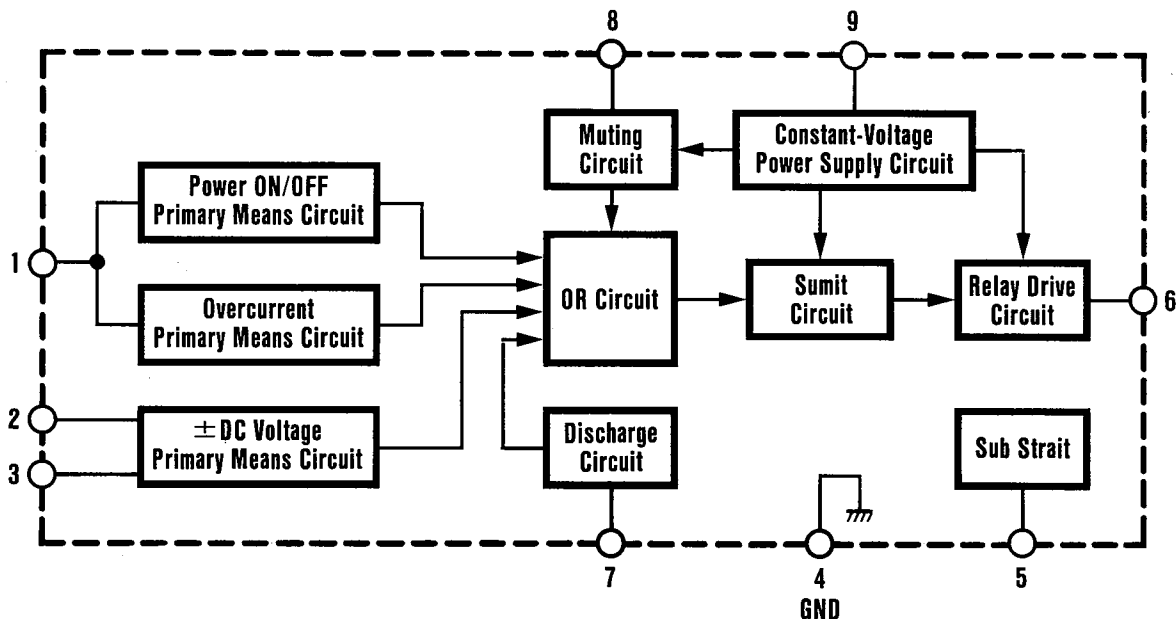 8
9
Muting
Circuit
Constant-Voltage
Power Supply Circuit
Power ON/OFF
Primary Means Circuit
1
OR Circuit
Sumit
Circuit
Relay Drive
Circuit
6
Overcurrent
Primary Means Circuit
2
±DC Voltage
Primary Means Circuit
3
Discharge
Circuit
Sub Strait
7
4
GND
5